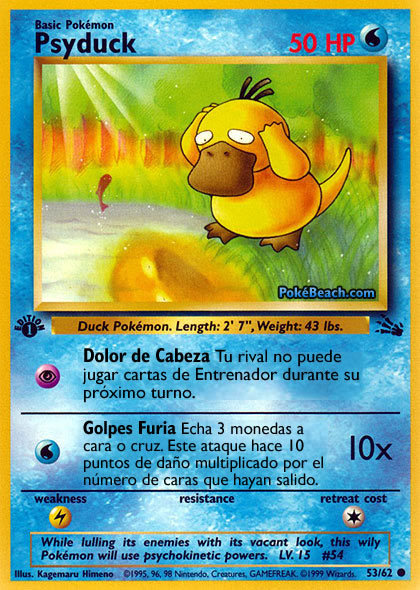 Basic Pokémon
Psyduck 50 HP
PokéBeach.com
EDITION 1
Duck Pokémon. Length: 2' 7", Weight: 43 lbs.
Dolor de Cabeza Tu rival no puede
jugar cartas de Entrenador durante su
próximo turno.
Golpes Furia Echa 3 monedas a
cara o cruz. Este ataque hace 10
puntos de daño multiplicado por el
número de caras que hayan salido.
10x
weakness resistance retreat cost
While lulling its enemies with its vacant look, this wily
Pokémon will use psychokinetic powers. LV. 15 #54
Illus. Kagemaru Himeno ©1995, 96, 98 Nintendo, Creatures, GAMEFREAK. ©1999 Wizards. 53/62